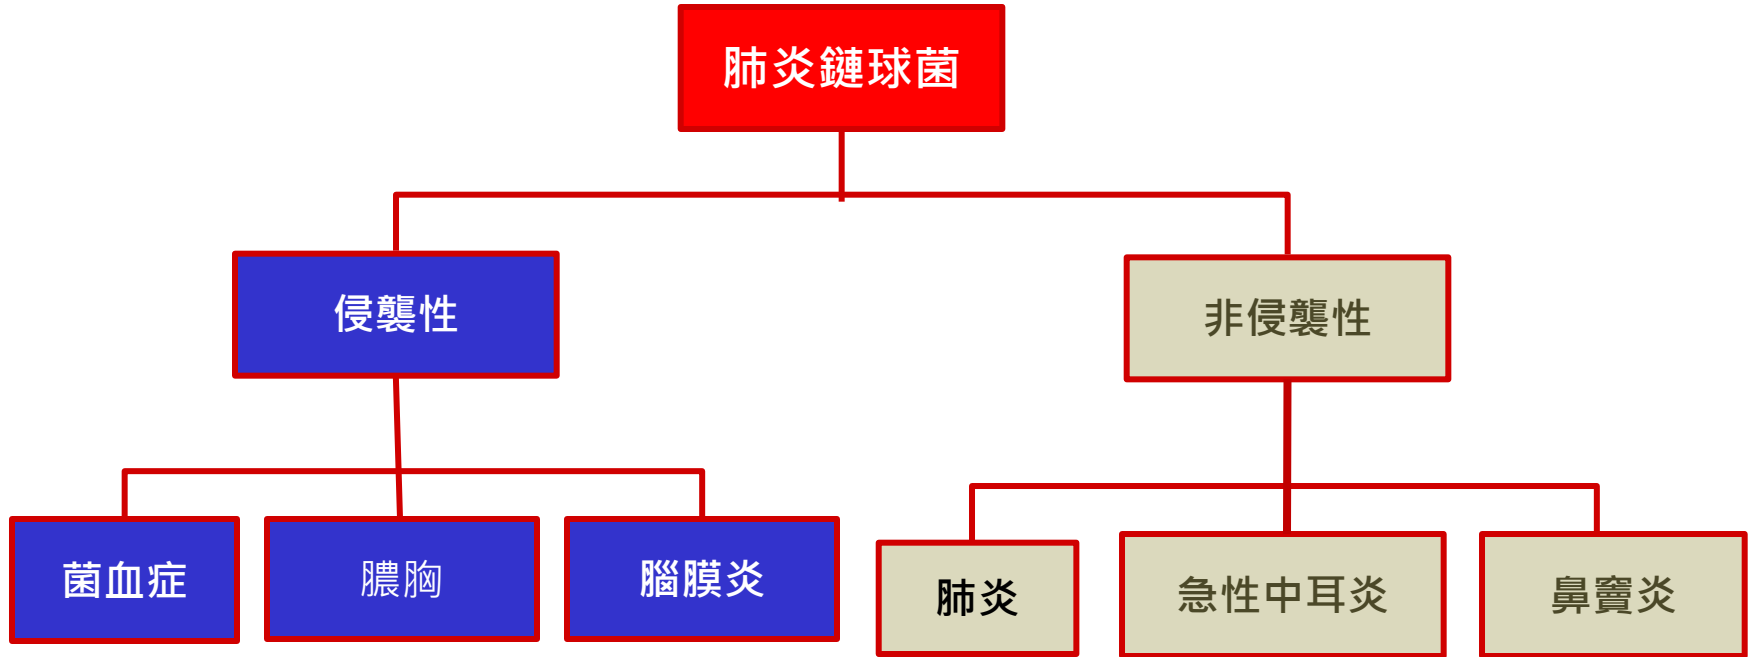 肺炎鏈球菌
侵襲性
非侵襲性
菌血症
膿胸
腦膜炎
肺炎
急性中耳炎
鼻竇炎